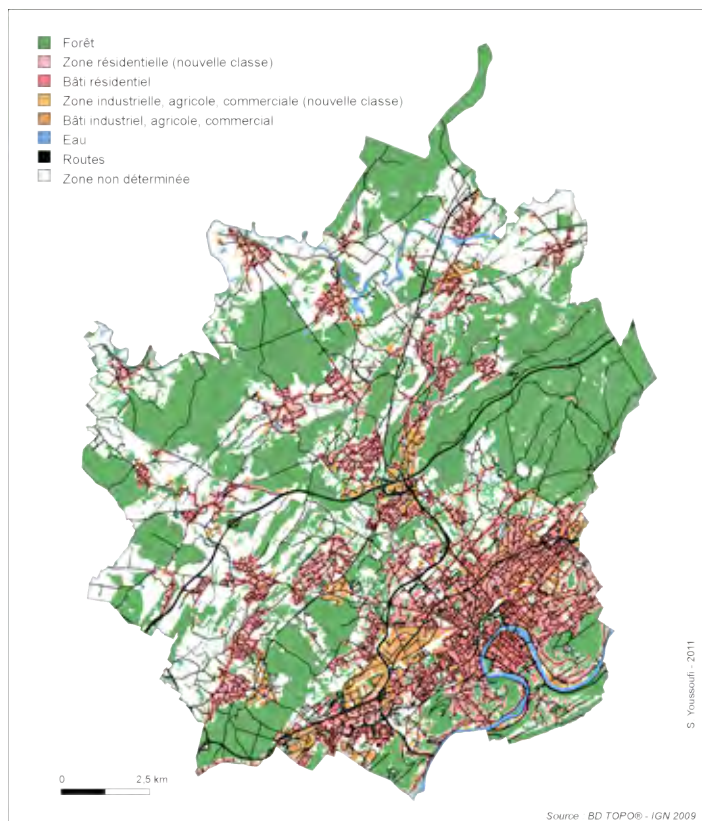 Forêt
Zone résidentielle (nouvelle classe)
Bâti résidentiel
Zone industrielle, agricole, commerciale (nouvelle classe)
Bâti industriel, agricole, commercial
Eau
Routes
Zone non déterminée
S. Youssoufi - 2011
0 2,5 km
Source BD TOPO® - IGN 2009